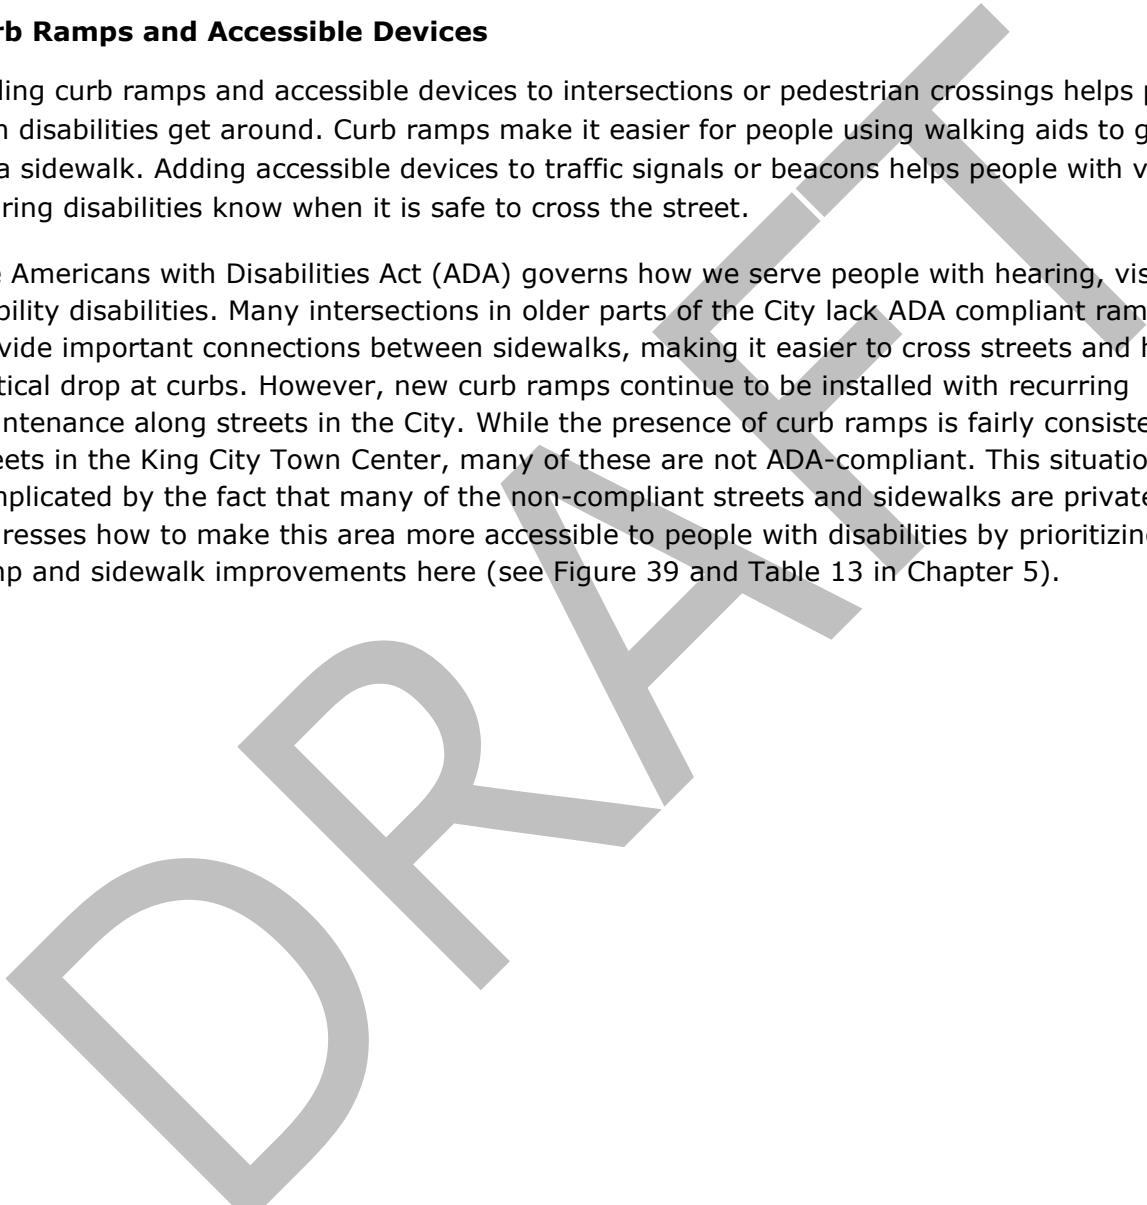 rb Ramps and Accessible Devices
ling curb ramps and accessible devices to intersections or pedestrian crossings helps p
n disabilities get around. Curb ramps make it easier for people using walking aids to g
a sidewalk. Adding accessible devices to traffic signals or beacons helps people with v
ring disabilities know when it is safe to cross the street.
e Americans with Disabilities Act (ADA) governs how we serve people with hearing, vis
bility disabilities. Many intersections in older parts of the City lack ADA compliant ram
vide important connections between sidewalks, making it easier to cross streets and h
tical drop at curbs. However, new curb ramps continue to be installed with recurring
ntenance along streets in the City. While the presence of curb ramps is fairly consiste
eets in the King City Town Center, many of these are not ADA-compliant. This situatio
mplicated by the fact that many of the non-compliant streets and sidewalks are private
resses how to make this area more accessible to people with disabilities by prioritizing
mp and sidewalk improvements here (see Figure 39 and Table 13 in Chapter 5).
DRAFT